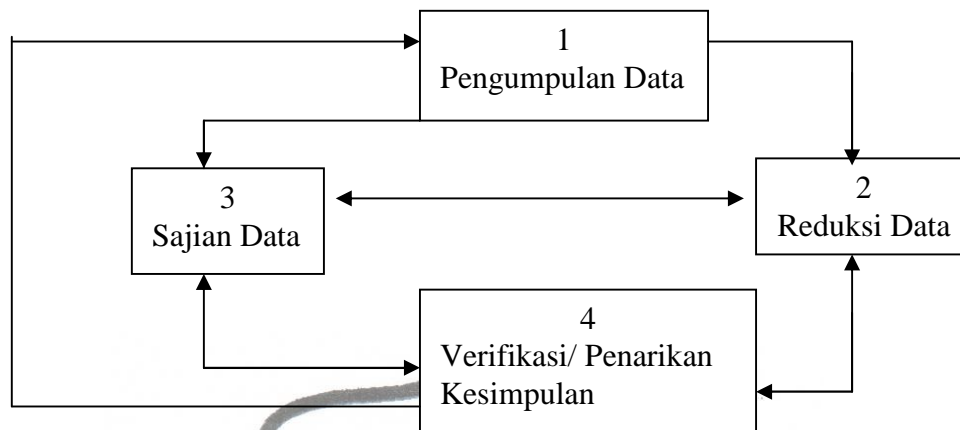 1
Pengumpulan Data
3
Sajian Data
2
Reduksi Data
4
Verifikasi/ Penarikan
Kesimpulan